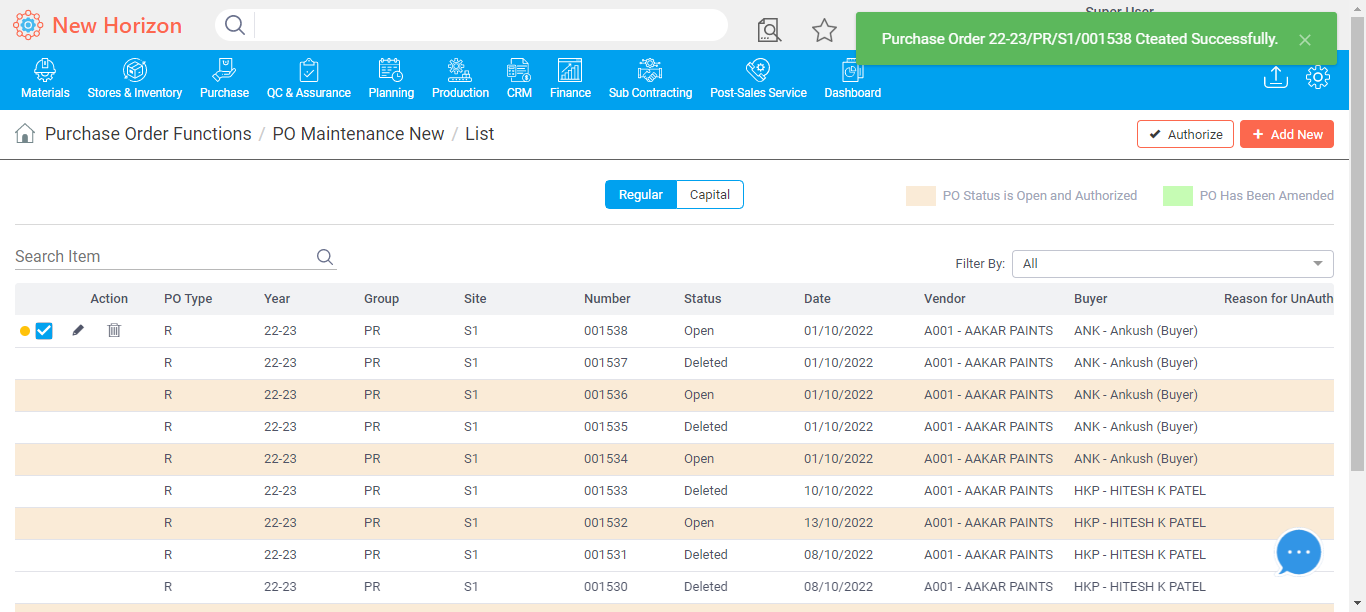 New Horizon
Super User
Purchase Order 22-23/PR/S1/001538 Cteated Successfully.
Materials Stores & Inventory Purchase QC & Assurance Planning Production CRM Finance Sub Contracting Post-Sales Service Dashboard
Purchase Order Functions / PO Maintenance New / List
Authorize + Add New
Regular Capital
PO Status is Open and Authorized PO Has Been Amended
Search Item
Filter By: All
Action PO Type Year Group Site Number Status Date Vendor Buyer Reason for UnAuth
R 22-23 PR S1 001538 Open 01/10/2022 A001 - AAKAR PAINTS ANK - Ankush (Buyer)
R 22-23 PR S1 001537 Deleted 01/10/2022 A001 - AAKAR PAINTS ANK - Ankush (Buyer)
R 22-23 PR S1 001536 Open 01/10/2022 A001 - AAKAR PAINTS ANK - Ankush (Buyer)
R 22-23 PR S1 001535 Deleted 01/10/2022 A001 - AAKAR PAINTS ANK - Ankush (Buyer)
R 22-23 PR S1 001534 Open 01/10/2022 A001 - AAKAR PAINTS ANK - Ankush (Buyer)
R 22-23 PR S1 001533 Deleted 10/10/2022 A001 - AAKAR PAINTS HKP - HITESH K PATEL
R 22-23 PR S1 001532 Open 13/10/2022 A001 - AAKAR PAINTS HKP - HITESH K PATEL
R 22-23 PR S1 001531 Deleted 08/10/2022 A001 - AAKAR PAINTS HKP - HITESH K PATEL
R 22-23 PR S1 001530 Deleted 08/10/2022 A001 - AAKAR PAINTS HKP - HITESH K PATEL